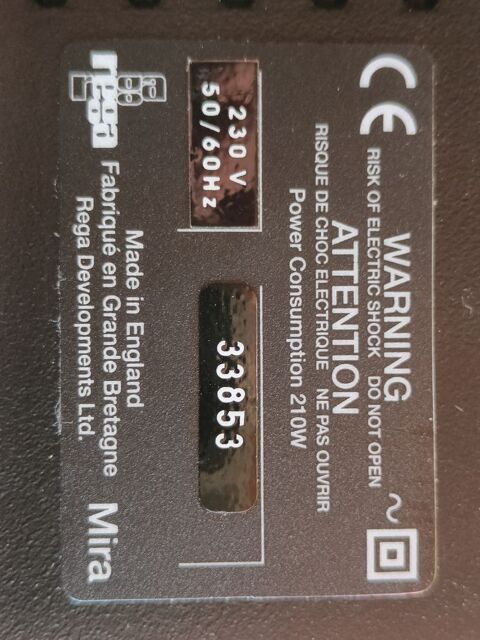 WARNING
RISK OF ELECTRIC SHOCK DO NOT OPEN
ATTENTION
RISQUE DE CHOC ELECTRIQUE NE PAS OUVRIR
Power Consumption 210W
230 V
50/60Hz
33853
Made in England
Fabriqué en Grande Bretagne
Rega Developments Ltd.
rega
Mira